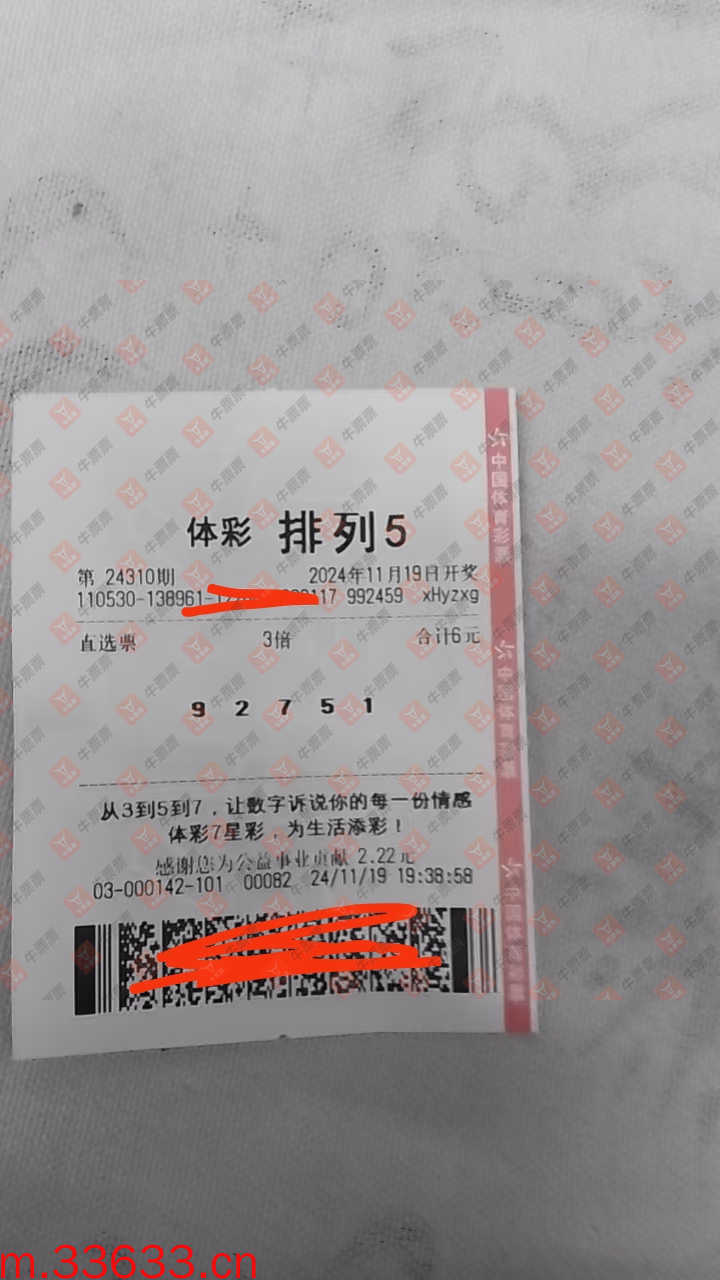 体彩 排列5
第 24310期 2024年11月19日开奖
110530-138961- 117 992459 xHyzxg
直选票 3倍 合计6元
9 2 7 5 1
从3到5到7，让数字诉说你的每一份情感
体彩7星彩，为生活添彩！
感谢您为公益事业贡献 2.22元
03-000142-101 00082 24/11/19 19:38:58
中国体育彩票
牛票票
m.33633.cn